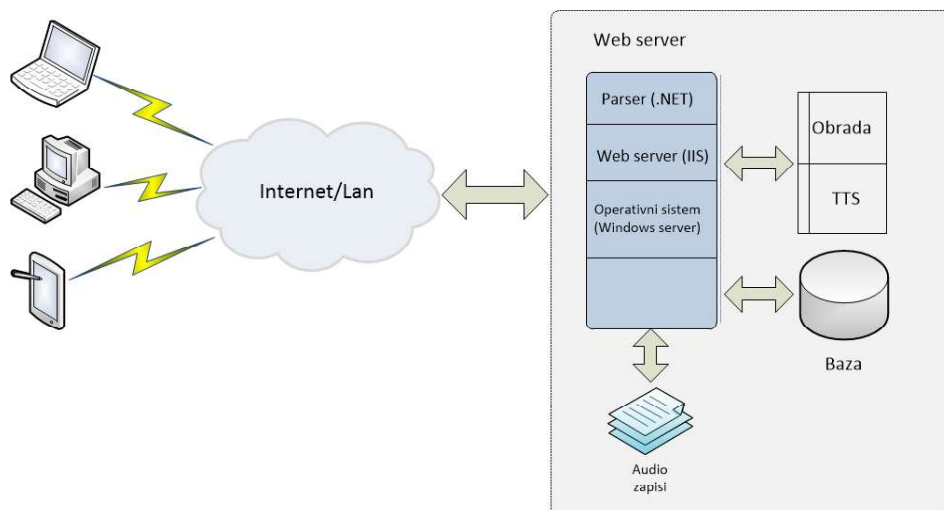 Internet/Lan
Web server
Parser (.NET)
Web server (IIS)
Operativni sistem
(Windows server)
Obrada
TTS
Baza
Audio
zapisi